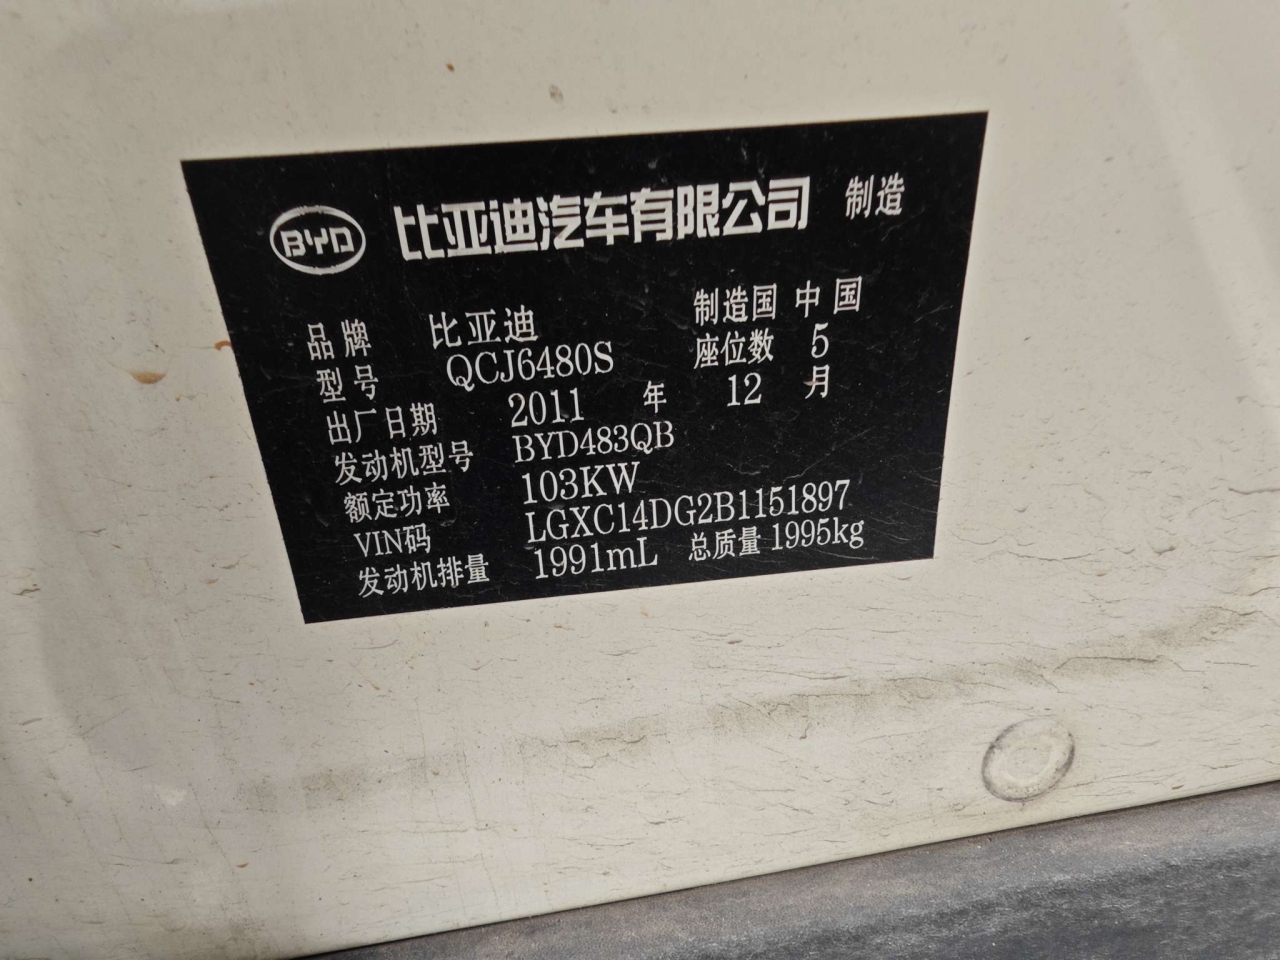 BYD 比亚迪汽车有限公司 制造
品牌 比亚迪 制造国 中国
型号 QCJ6480S 座位数 5
出厂日期 2011 年 12 月
发动机型号 BYD483QB
额定功率 103KW
VIN码 LGXC14DG2B1151897
发动机排量 1991mL 总质量 1995kg